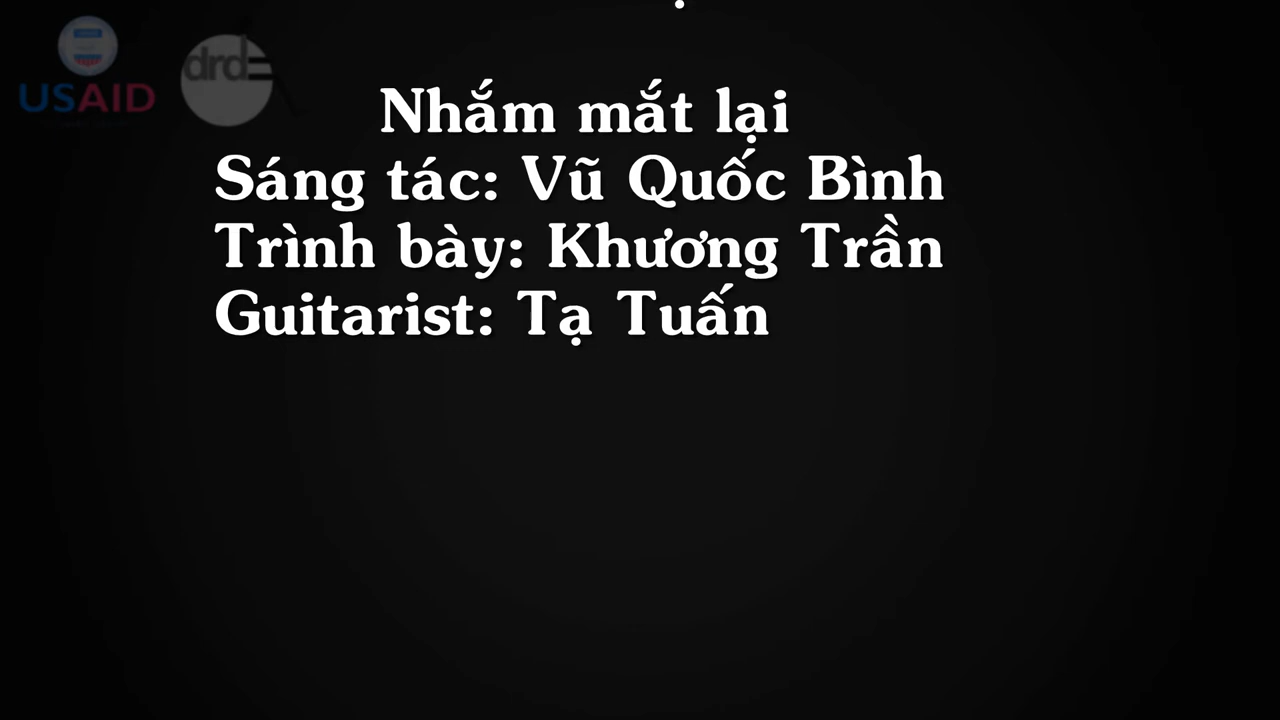 USAID
drd
Nhắm mắt lại
Sáng tác: Vũ Quốc Bình
Trình bày: Khương Trần
Guitarist: Tạ Tuấn